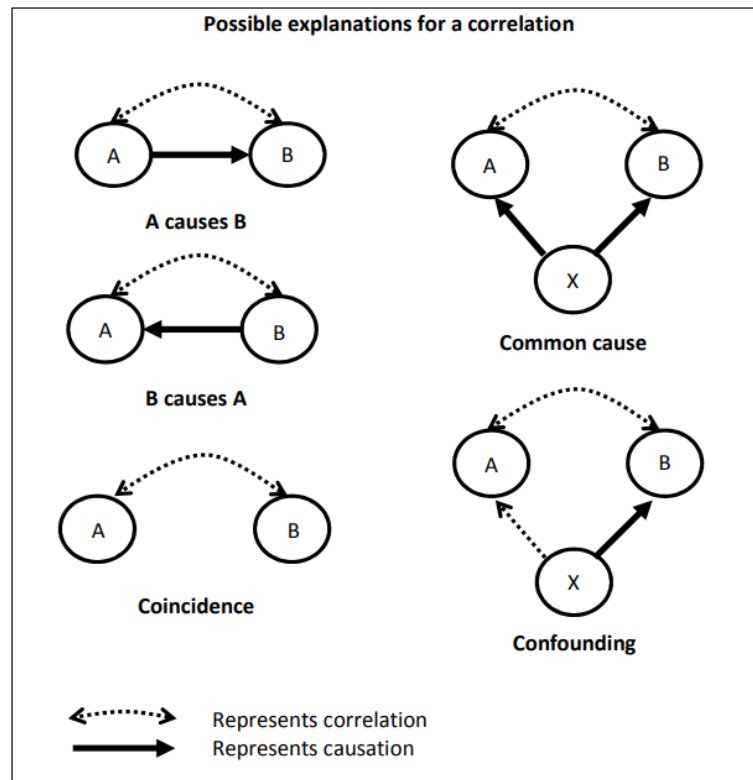 Possible explanations for a correlation
A
B
A causes B
A
B
B causes A
A
B
Coincidence
A
B
X
Common cause
A
B
X
Confounding
Represents correlation
Represents causation